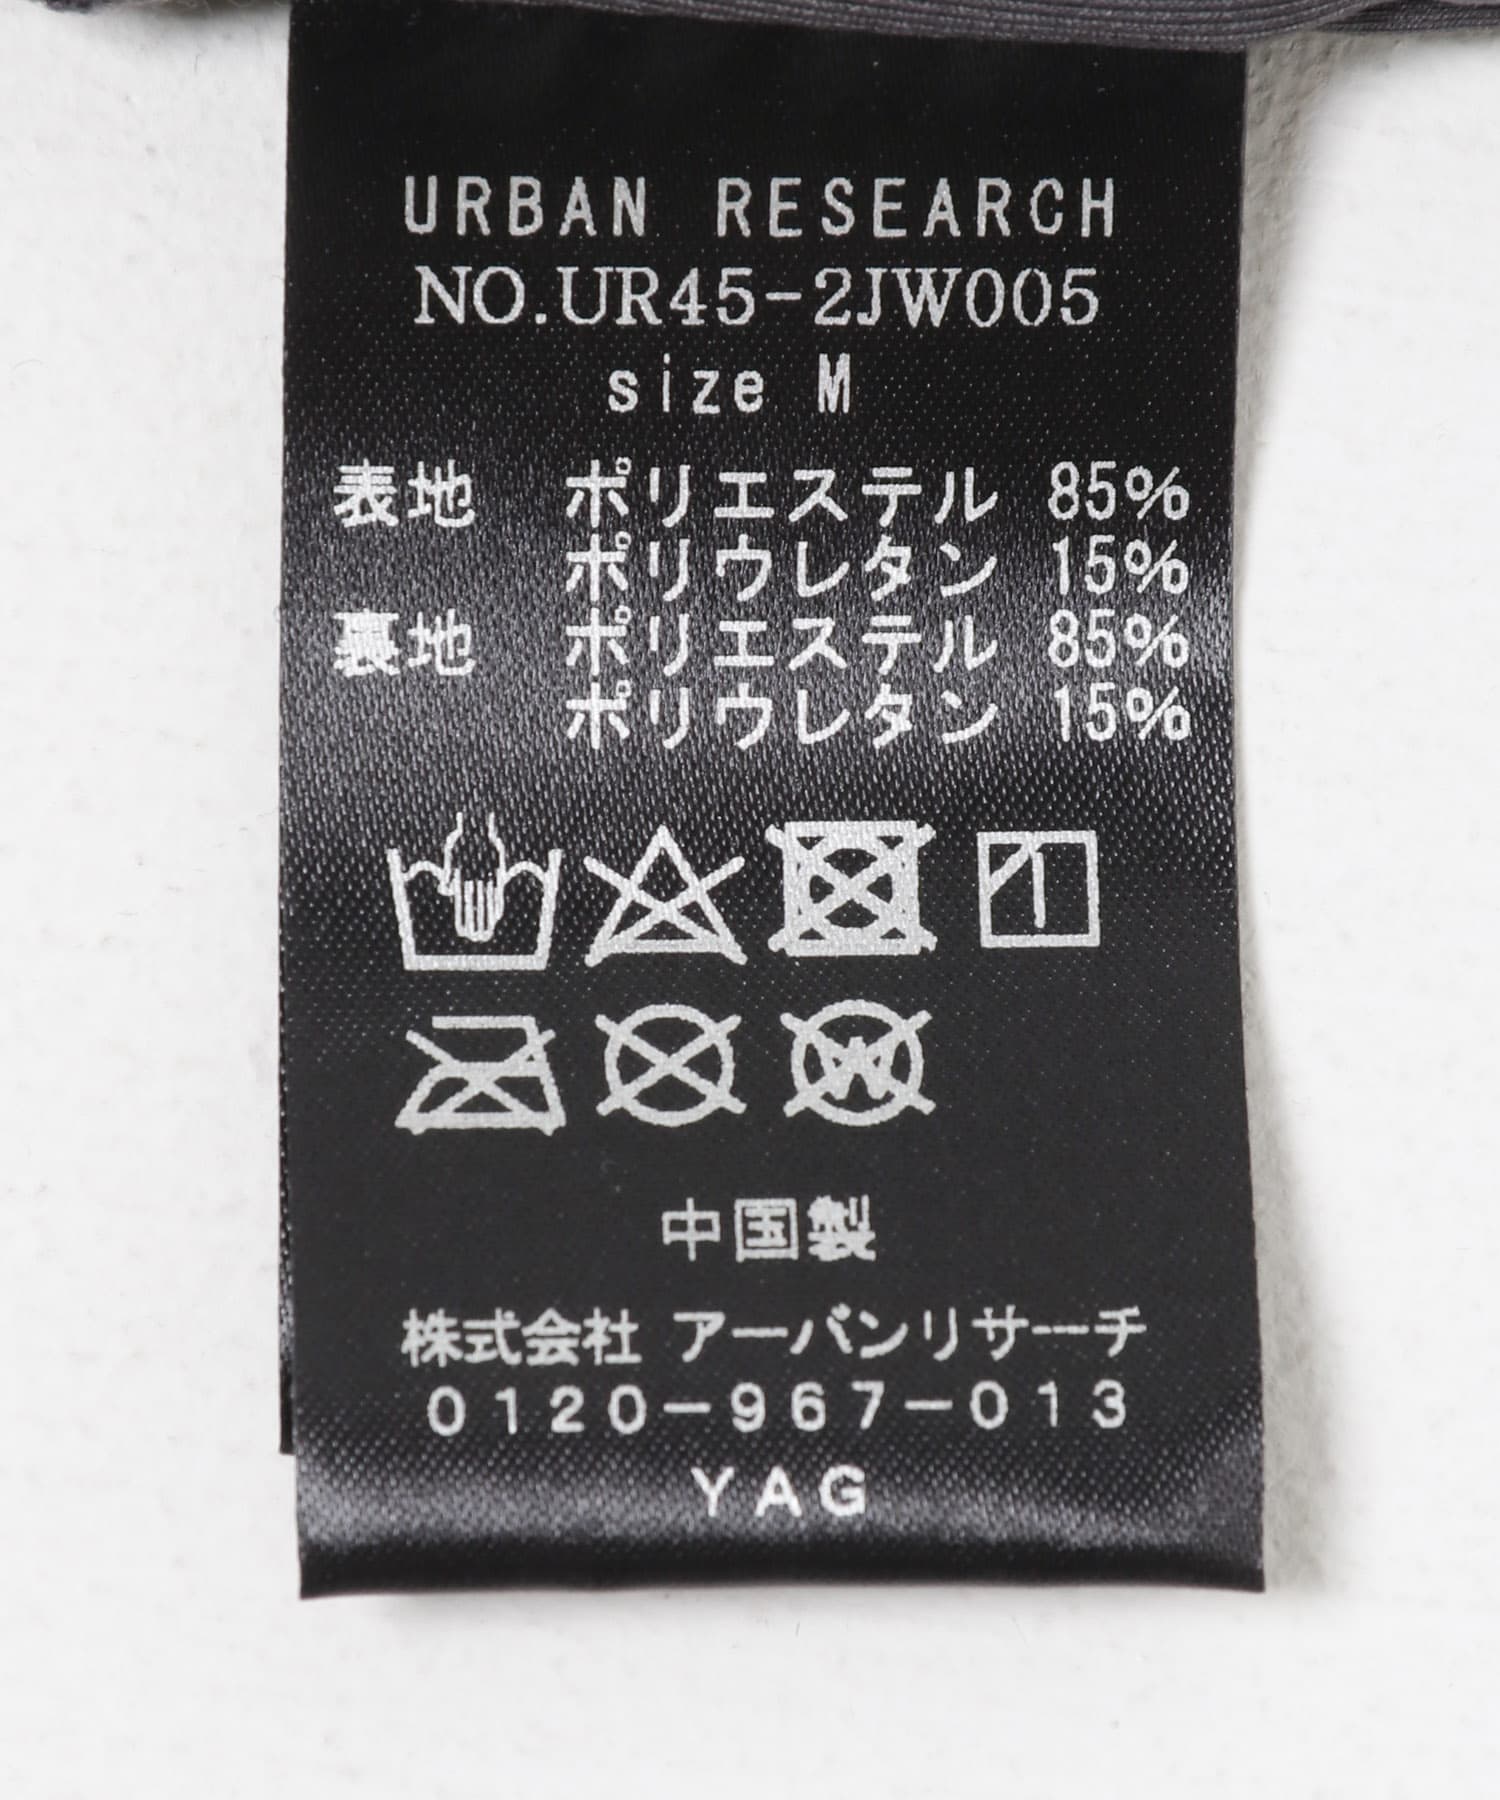 URBAN RESEARCH
NO.UR45-2JW005
size M
表地 ポリエステル 85%
ポリウレタン 15%
裏地 ポリエステル 85%
ポリウレタン 15%
中国製
株式会社 アーバンリサーチ
0120-967-013
YAG